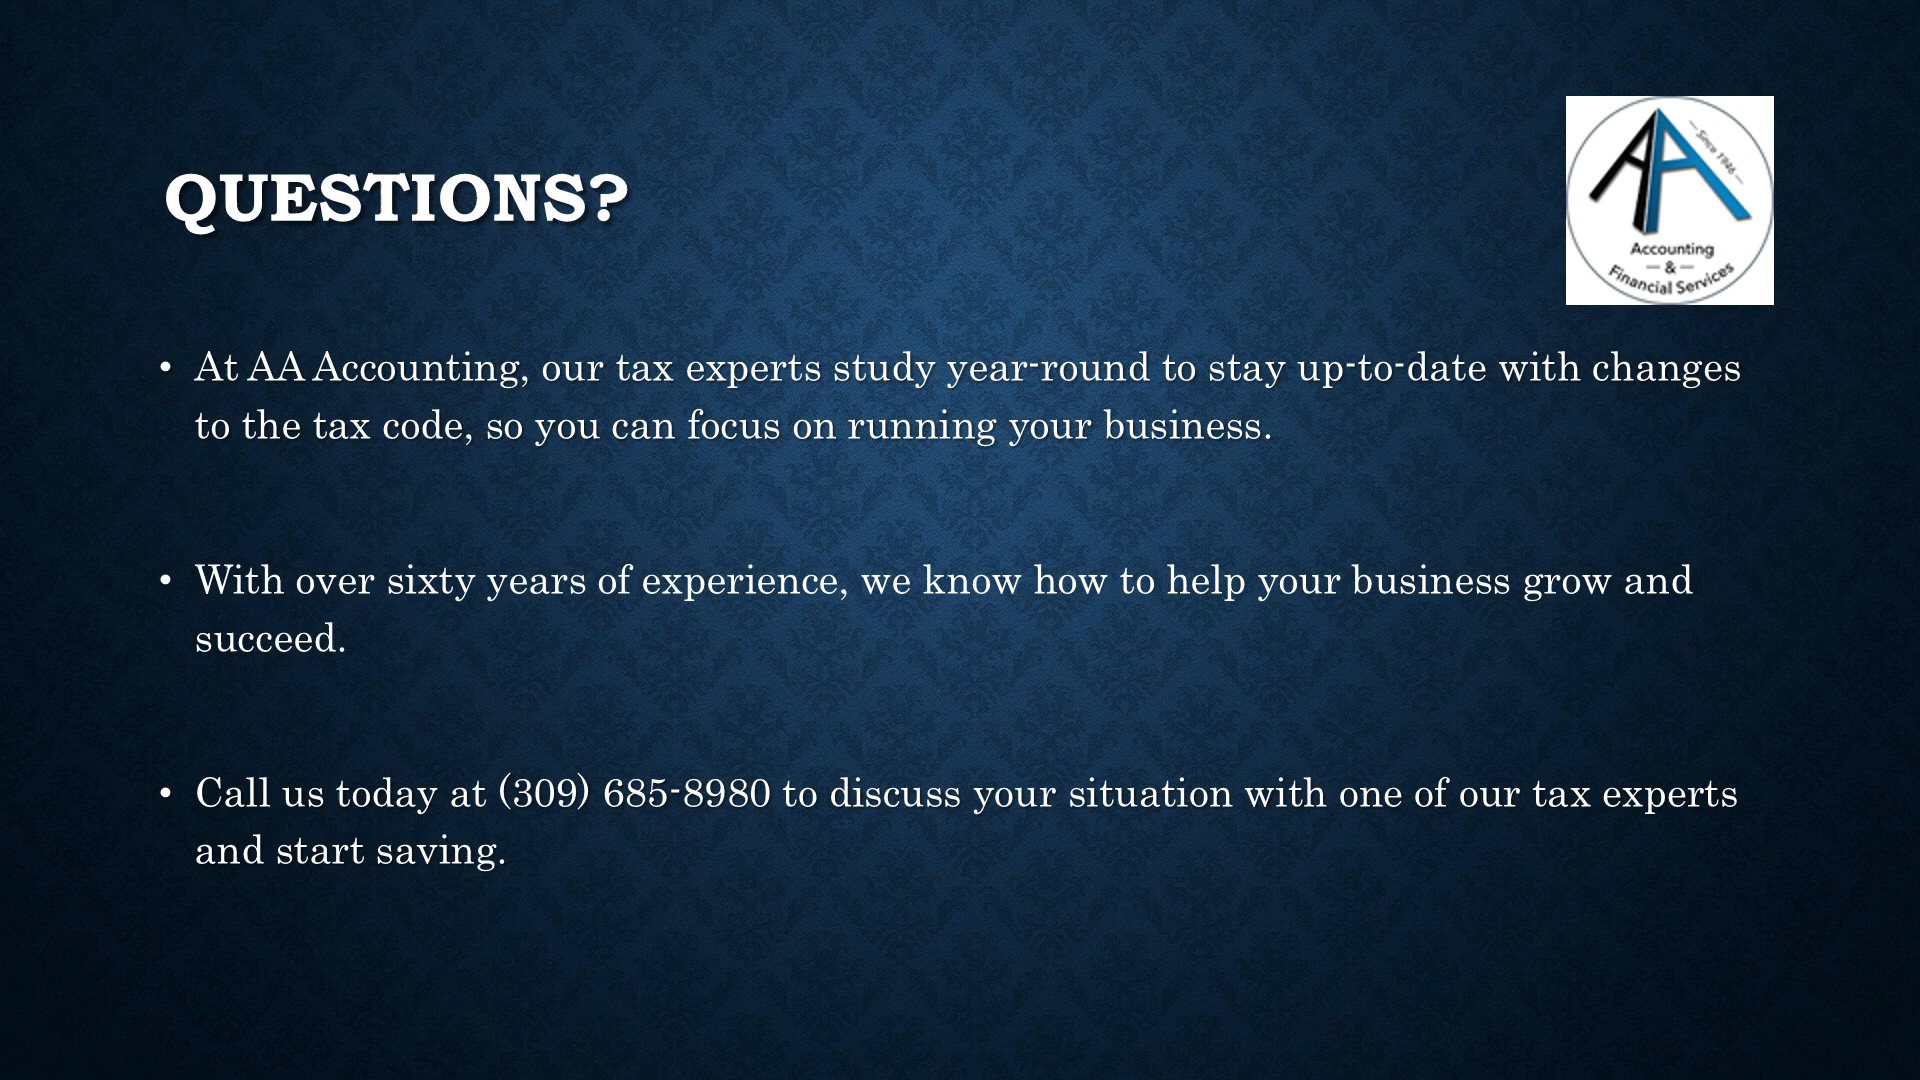 — Since 1946 —
Accounting
— & —
Financial Services
QUESTIONS?
• At AA Accounting, our tax experts study year-round to stay up-to-date with changes
to the tax code, so you can focus on running your business.
• With over sixty years of experience, we know how to help your business grow and
succeed.
• Call us today at (309) 685-8980 to discuss your situation with one of our tax experts
and start saving.